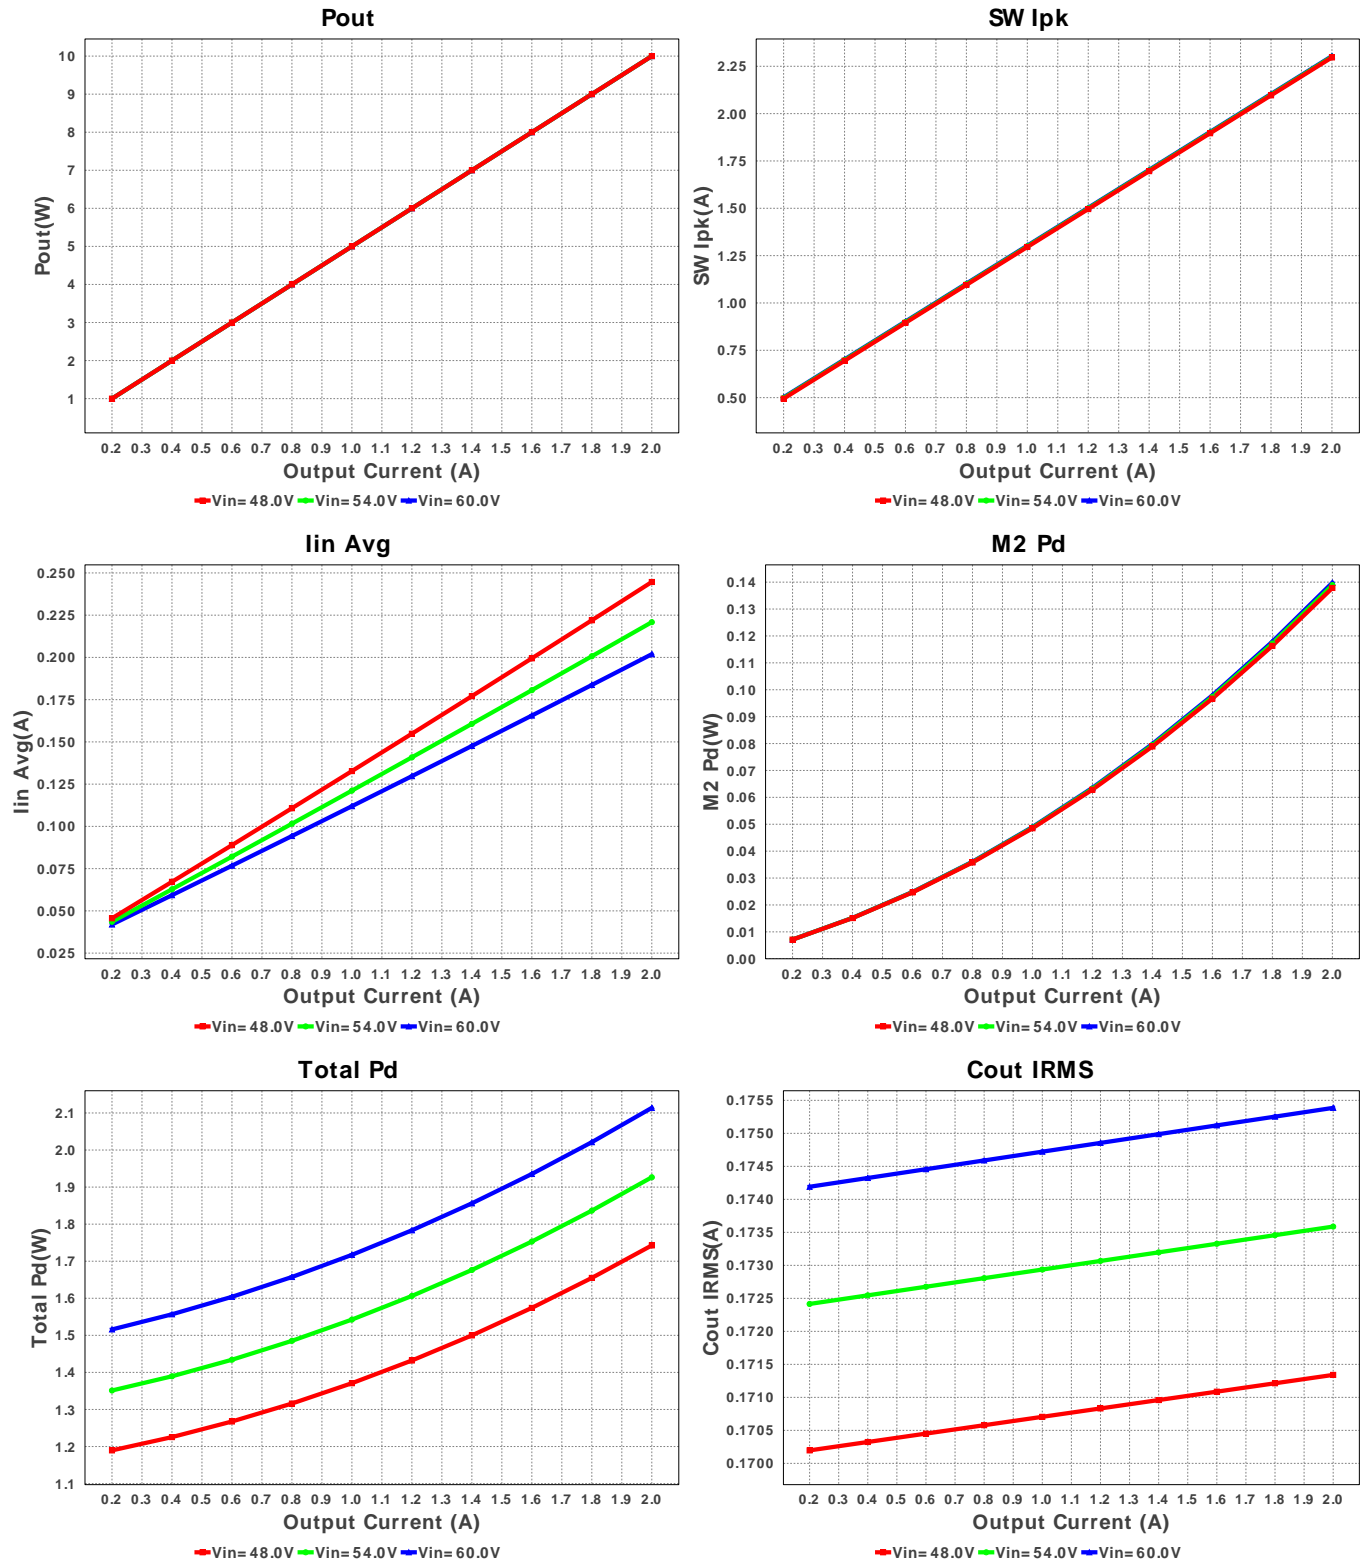 Pout
Pout(W)
10
9
8
7
6
5
4
3
2
1
0.2 0.3 0.4 0.5 0.6 0.7 0.8 0.9 1.0 1.1 1.2 1.3 1.4 1.5 1.6 1.7 1.8 1.9 2.0
Output Current (A)
Vin=48.0V Vin=54.0V Vin=60.0V
SW Ipk
SW Ipk(A)
2.25
2.00
1.75
1.50
1.25
1.00
0.75
0.50
0.2 0.3 0.4 0.5 0.6 0.7 0.8 0.9 1.0 1.1 1.2 1.3 1.4 1.5 1.6 1.7 1.8 1.9 2.0
Output Current (A)
Vin=48.0V Vin=54.0V Vin=60.0V
Iin Avg
Iin Avg(A)
0.250
0.225
0.200
0.175
0.150
0.125
0.100
0.075
0.050
0.025
0.2 0.3 0.4 0.5 0.6 0.7 0.8 0.9 1.0 1.1 1.2 1.3 1.4 1.5 1.6 1.7 1.8 1.9 2.0
Output Current (A)
Vin=48.0V Vin=54.0V Vin=60.0V
M2 Pd
M2 Pd(W)
0.14
0.13
0.12
0.11
0.10
0.09
0.08
0.07
0.06
0.05
0.04
0.03
0.02
0.01
0.00
0.2 0.3 0.4 0.5 0.6 0.7 0.8 0.9 1.0 1.1 1.2 1.3 1.4 1.5 1.6 1.7 1.8 1.9 2.0
Output Current (A)
Vin=48.0V Vin=54.0V Vin=60.0V
Total Pd
Total Pd(W)
2.1
2.0
1.9
1.8
1.7
1.6
1.5
1.4
1.3
1.2
1.1
0.2 0.3 0.4 0.5 0.6 0.7 0.8 0.9 1.0 1.1 1.2 1.3 1.4 1.5 1.6 1.7 1.8 1.9 2.0
Output Current (A)
Vin=48.0V Vin=54.0V Vin=60.0V
Cout IRMS
Cout IRMS(A)
0.1755
0.1750
0.1745
0.1740
0.1735
0.1730
0.1725
0.1720
0.1715
0.1710
0.1705
0.1700
0.2 0.3 0.4 0.5 0.6 0.7 0.8 0.9 1.0 1.1 1.2 1.3 1.4 1.5 1.6 1.7 1.8 1.9 2.0
Output Current (A)
Vin=48.0V Vin=54.0V Vin=60.0V